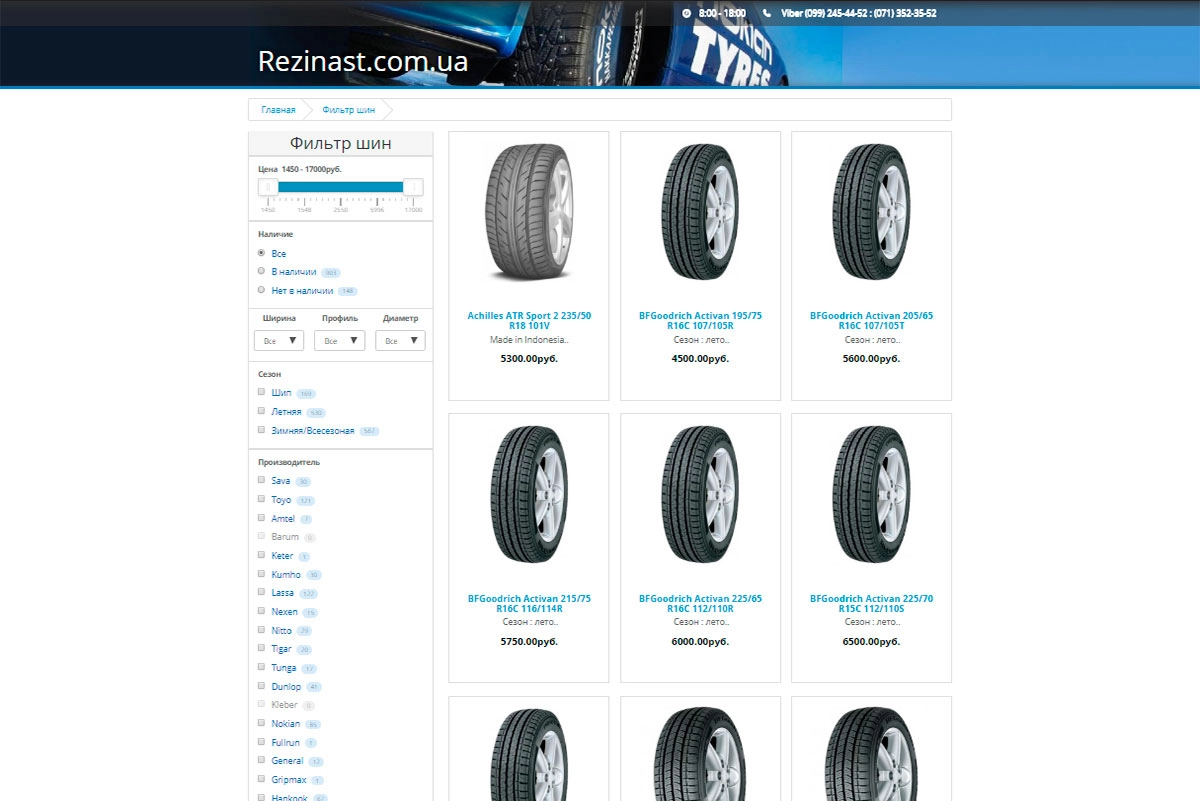 8:00 - 18:00 Viber (099) 245-44-52 : (071) 352-35-52
Rezinast.com.ua
TYRES
Главная Фильтр шин
Фильтр шин
Цена 1450 - 17000руб.
1450 1548 2550 5996 17000
Наличие
Все
В наличии 903
Нет в наличии 148
Ширина Профиль Диаметр
Все Все Все
Сезон
Шип 169
Летняя 530
Зимняя/Всесезоная 567
Производитель
Sava 30
Toyo 121
Amtel 7
Barum 0
Keter 1
Kumho 30
Lassa 122
Nexen 15
Nitto 29
Tigar 20
Tunga 17
Dunlop 41
Kleber 0
Nokian 86
Fullrun 1
General 12
Gripmax 1
Hankook 67
Achilles ATR Sport 2 235/50
R18 101V
Made in Indonesia..
5300.00руб.
BFGoodrich Activan 195/75
R16C 107/105R
Сезон : лето..
4500.00руб.
BFGoodrich Activan 205/65
R16C 107/105T
Сезон : лето..
5600.00руб.
BFGoodrich Activan 215/75
R16C 116/114R
Сезон : лето..
5750.00руб.
BFGoodrich Activan 225/65
R16C 112/110R
Сезон : лето..
6000.00руб.
BFGoodrich Activan 225/70
R15C 112/110S
Сезон : лето..
6500.00руб.